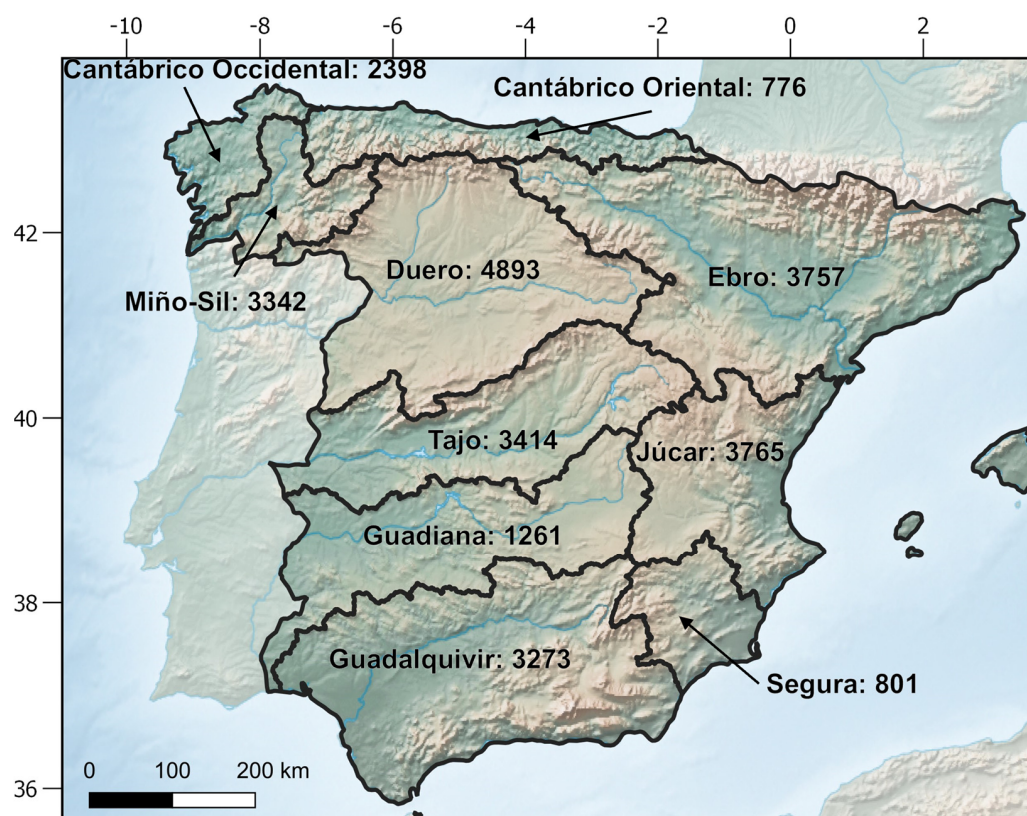 -10 -8 -6 -4 -2 0 2
Cantábrico Occidental: 2398
Cantábrico Oriental: 776
42
Duero: 4893
Ebro: 3757
Miño-Sil: 3342
40
Tajo: 3414
Júcar: 3765
Guadiana: 1261
38
Guadalquivir: 3273
Segura: 801
0 100 200 km
36